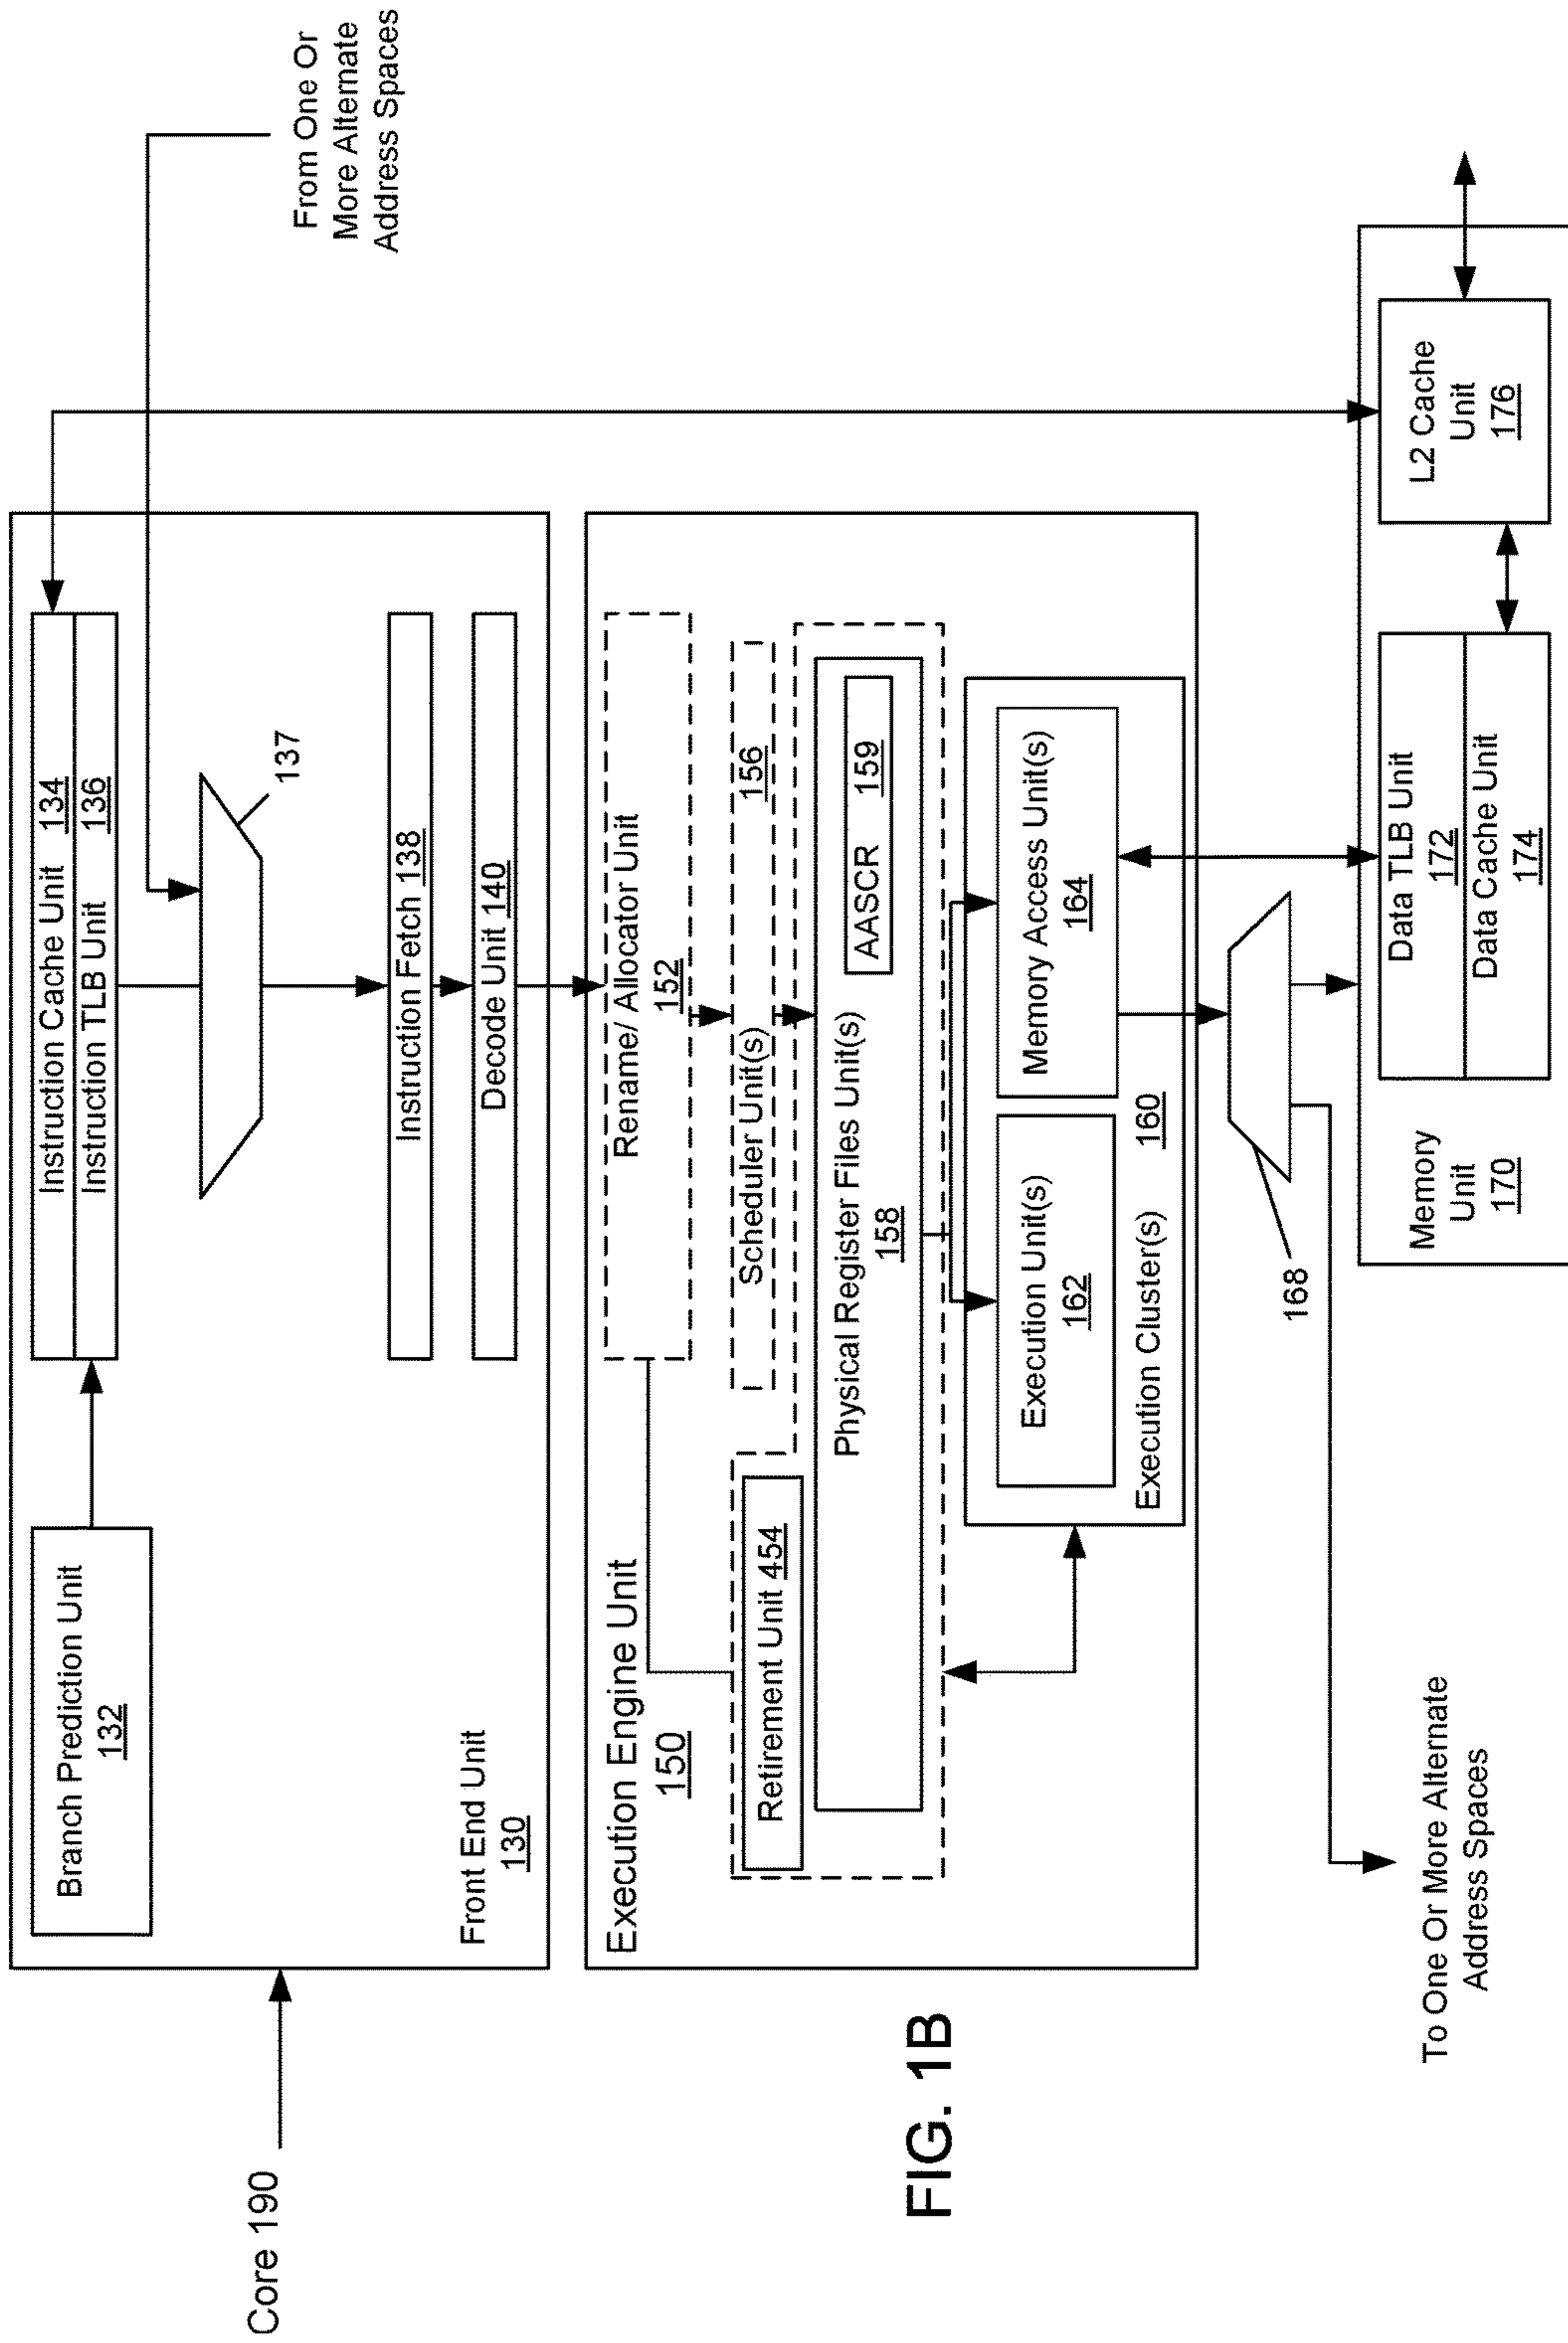 Core 190
Branch Prediction Unit
132
Instruction Cache Unit 134
Instruction TLB Unit 136
From One Or
More Alternate
Address Spaces
137
Instruction Fetch 138
Decode Unit 140
Front End Unit
130
Execution Engine Unit
150
Rename/ Allocator Unit
152
Scheduler Unit(s) 156
Retirement Unit 454
Physical Register Files Unit(s)
158
AASCR 159
Execution Unit(s)
162
Memory Access Unit(s)
164
Execution Cluster(s) 160
168
To One Or More Alternate
Address Spaces
Memory
Unit
170
Data TLB Unit
172
Data Cache Unit
174
L2 Cache
Unit
176
FIG. 1B